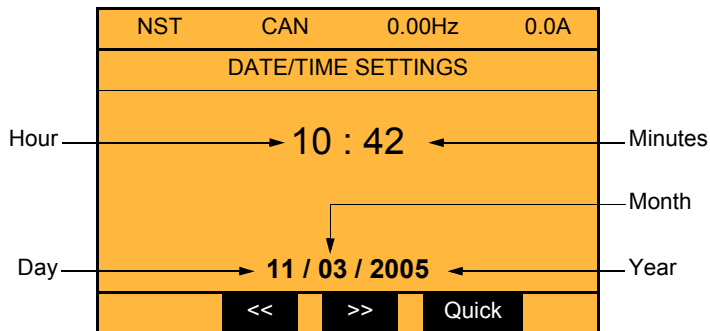 NST CAN 0.00Hz 0.0A
DATE/TIME SETTINGS
Hour 10 : 42 Minutes
Month
Day 11 / 03 / 2005 Year
<< >> Quick